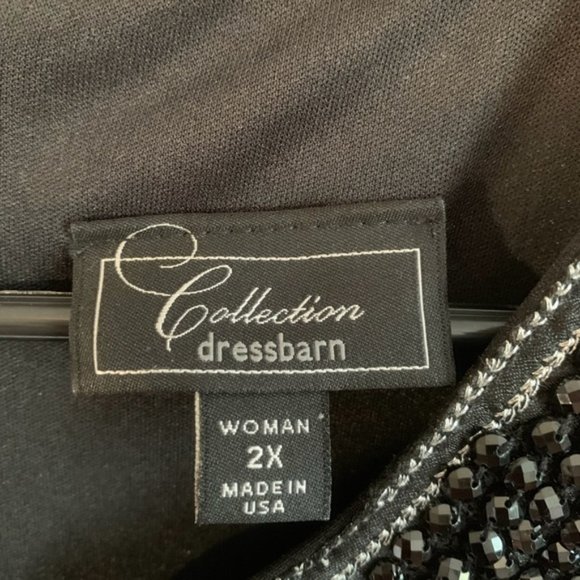 Collection
dressbarn
WOMAN
2X
MADE IN
USA